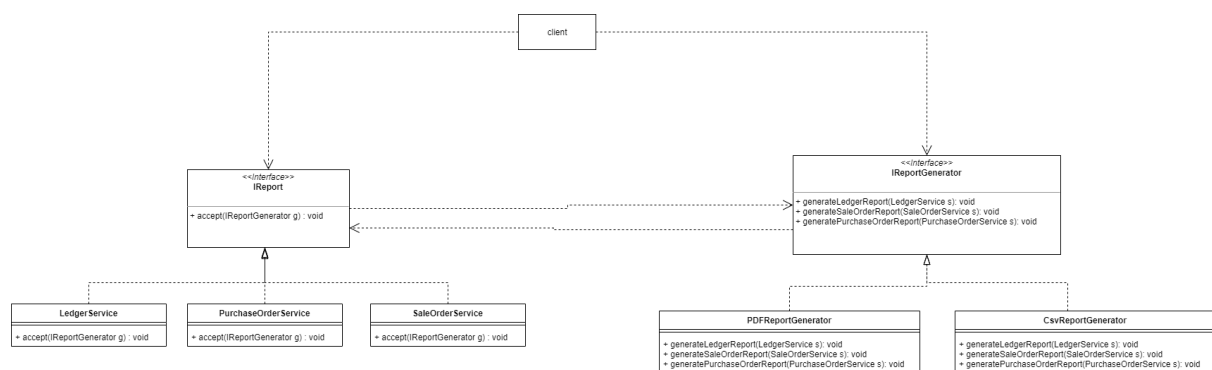 client
<<Interface>>
IReport
+ accept(IReportGenerator g) : void
<<Interface>>
IReportGenerator
+ generateLedgerReport(LedgerService s): void
+ generateSaleOrderReport(SaleOrderService s): void
+ generatePurchaseOrderReport(PurchaseOrderService s): void
LedgerService
+ accept(IReportGenerator g) : void
PurchaseOrderService
+ accept(IReportGenerator g) : void
SaleOrderService
+ accept(IReportGenerator g) : void
PDFReportGenerator
+ generateLedgerReport(LedgerService s): void
+ generateSaleOrderReport(SaleOrderService s): void
+ generatePurchaseOrderReport(PurchaseOrderService s): void
CsvReportGenerator
+ generateLedgerReport(LedgerService s): void
+ generateSaleOrderReport(SaleOrderService s): void
+ generatePurchaseOrderReport(PurchaseOrderService s): void